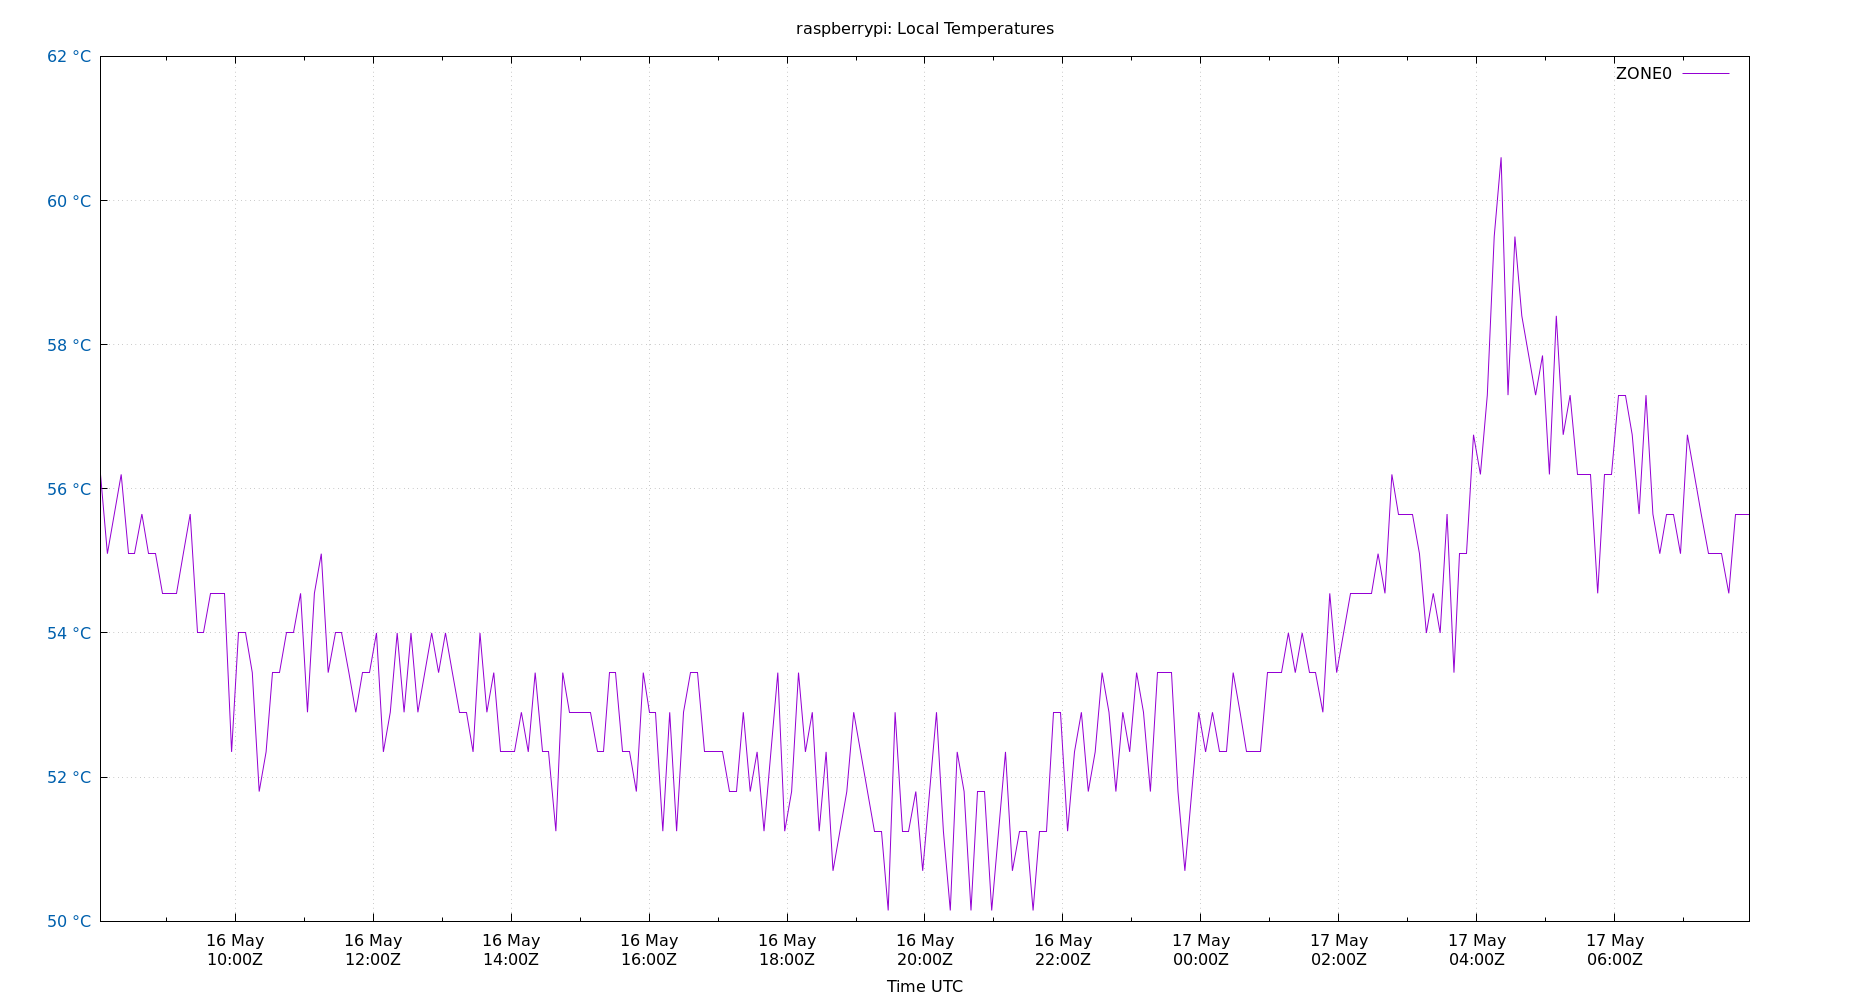 raspberrypi: Local Temperatures
62 °C
ZONE0
60 °C
58 °C
56 °C
54 °C
52 °C
50 °C
16 May 16 May 16 May 16 May 16 May 16 May 16 May 17 May 17 May 17 May 17 May
10:00Z 12:00Z 14:00Z 16:00Z 18:00Z 20:00Z 22:00Z 00:00Z 02:00Z 04:00Z 06:00Z
Time UTC